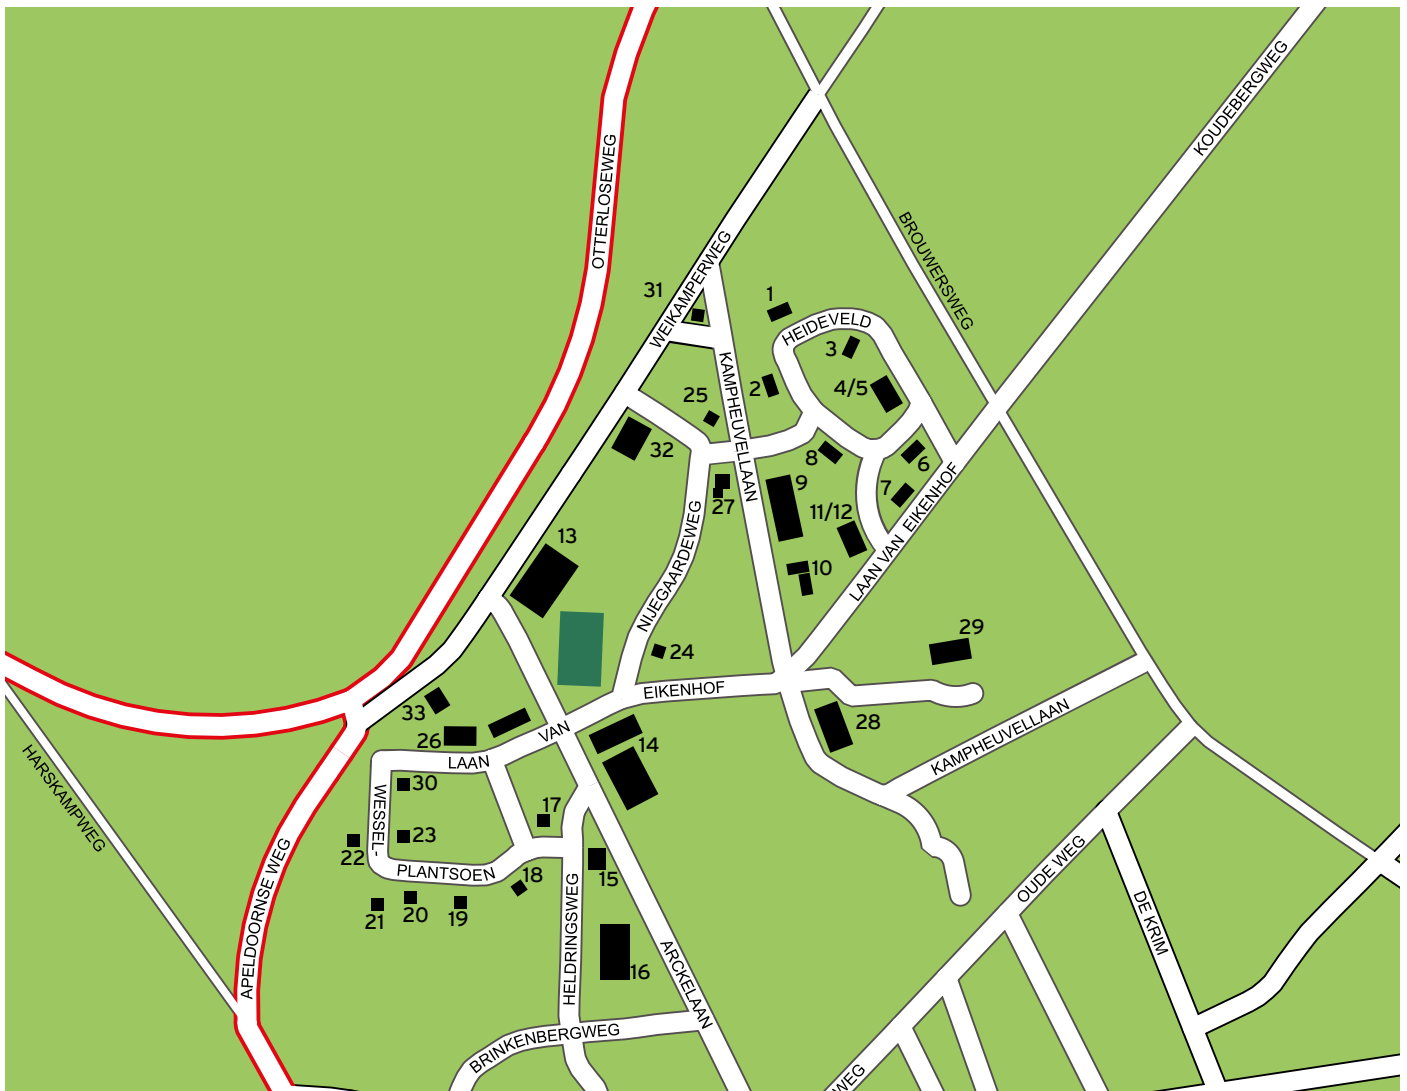 OTTERLOSEWEG
KOUDEBERGWEG
BROUWERSWEG
WEIKAMPERWEG
31
1
HEIDEVELD
3
KAMPHEUVELLAAN
2
4/5
25
32
8
6
9
7
27
11/12
LAAN VAN EIKENHOF
NIJEGAARDEWEG
13
10
24
29
EIKENHOF
33
26
LAAN
VAN
14
28
KAMPHEUVELLAAN
HARSKAMPWEG
30
WESSEL-
17
23
22
PLANTSOEN
18
15
OUDE WEG
APELDOORNSE WEG
21
20
19
DE KRIM
HELDRINGSWEG
16
ARCKELAAN
BRINKENBERGWEG
WEG